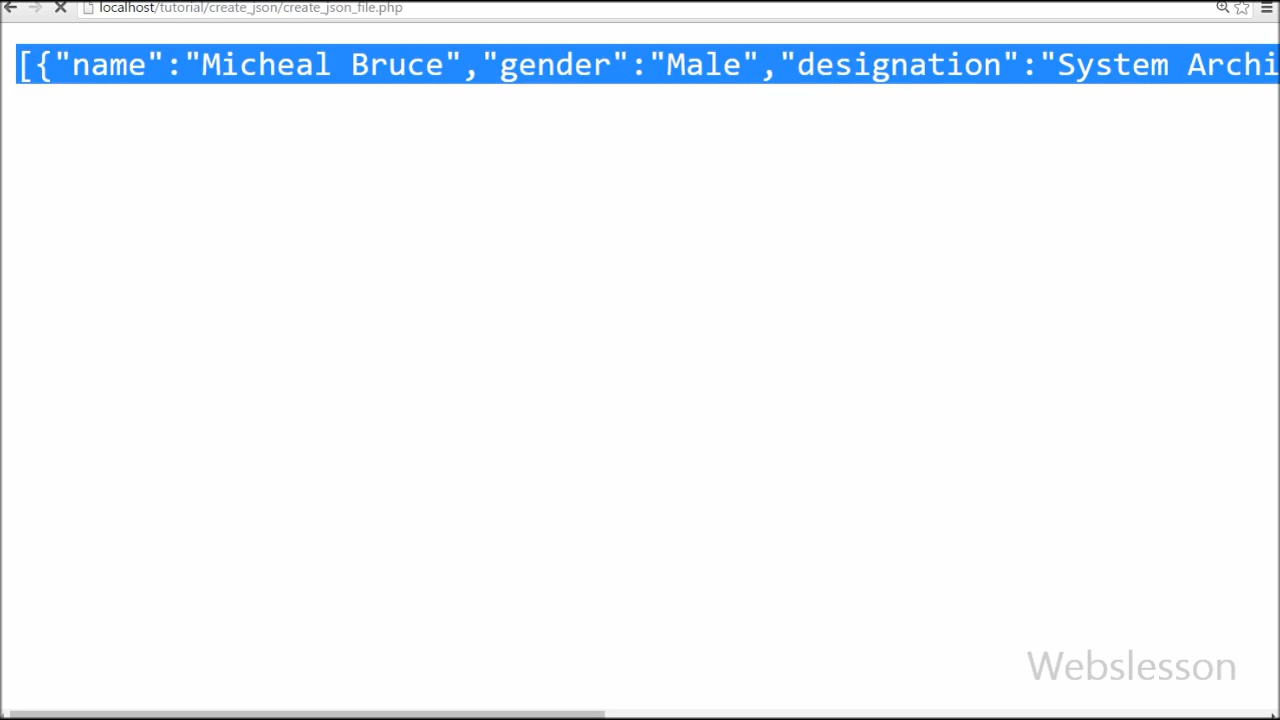 localhost/tutorial/create_json/create_json_file.php
[{"name":"Micheal Bruce","gender":"Male","designation":"System Archi
Webslesson